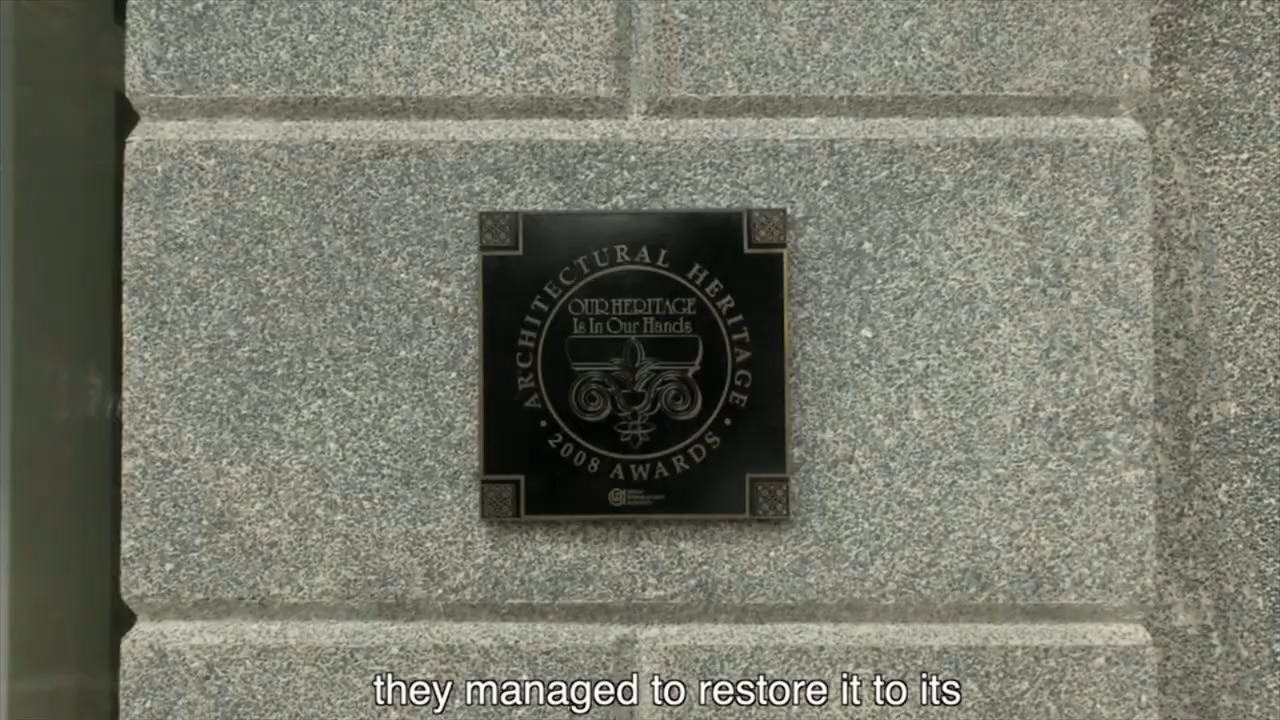 ARCHITECTURAL HERITAGE
OUR HERITAGE
Is In Our Hands
• 2008 AWARDS •
they managed to restore it to its